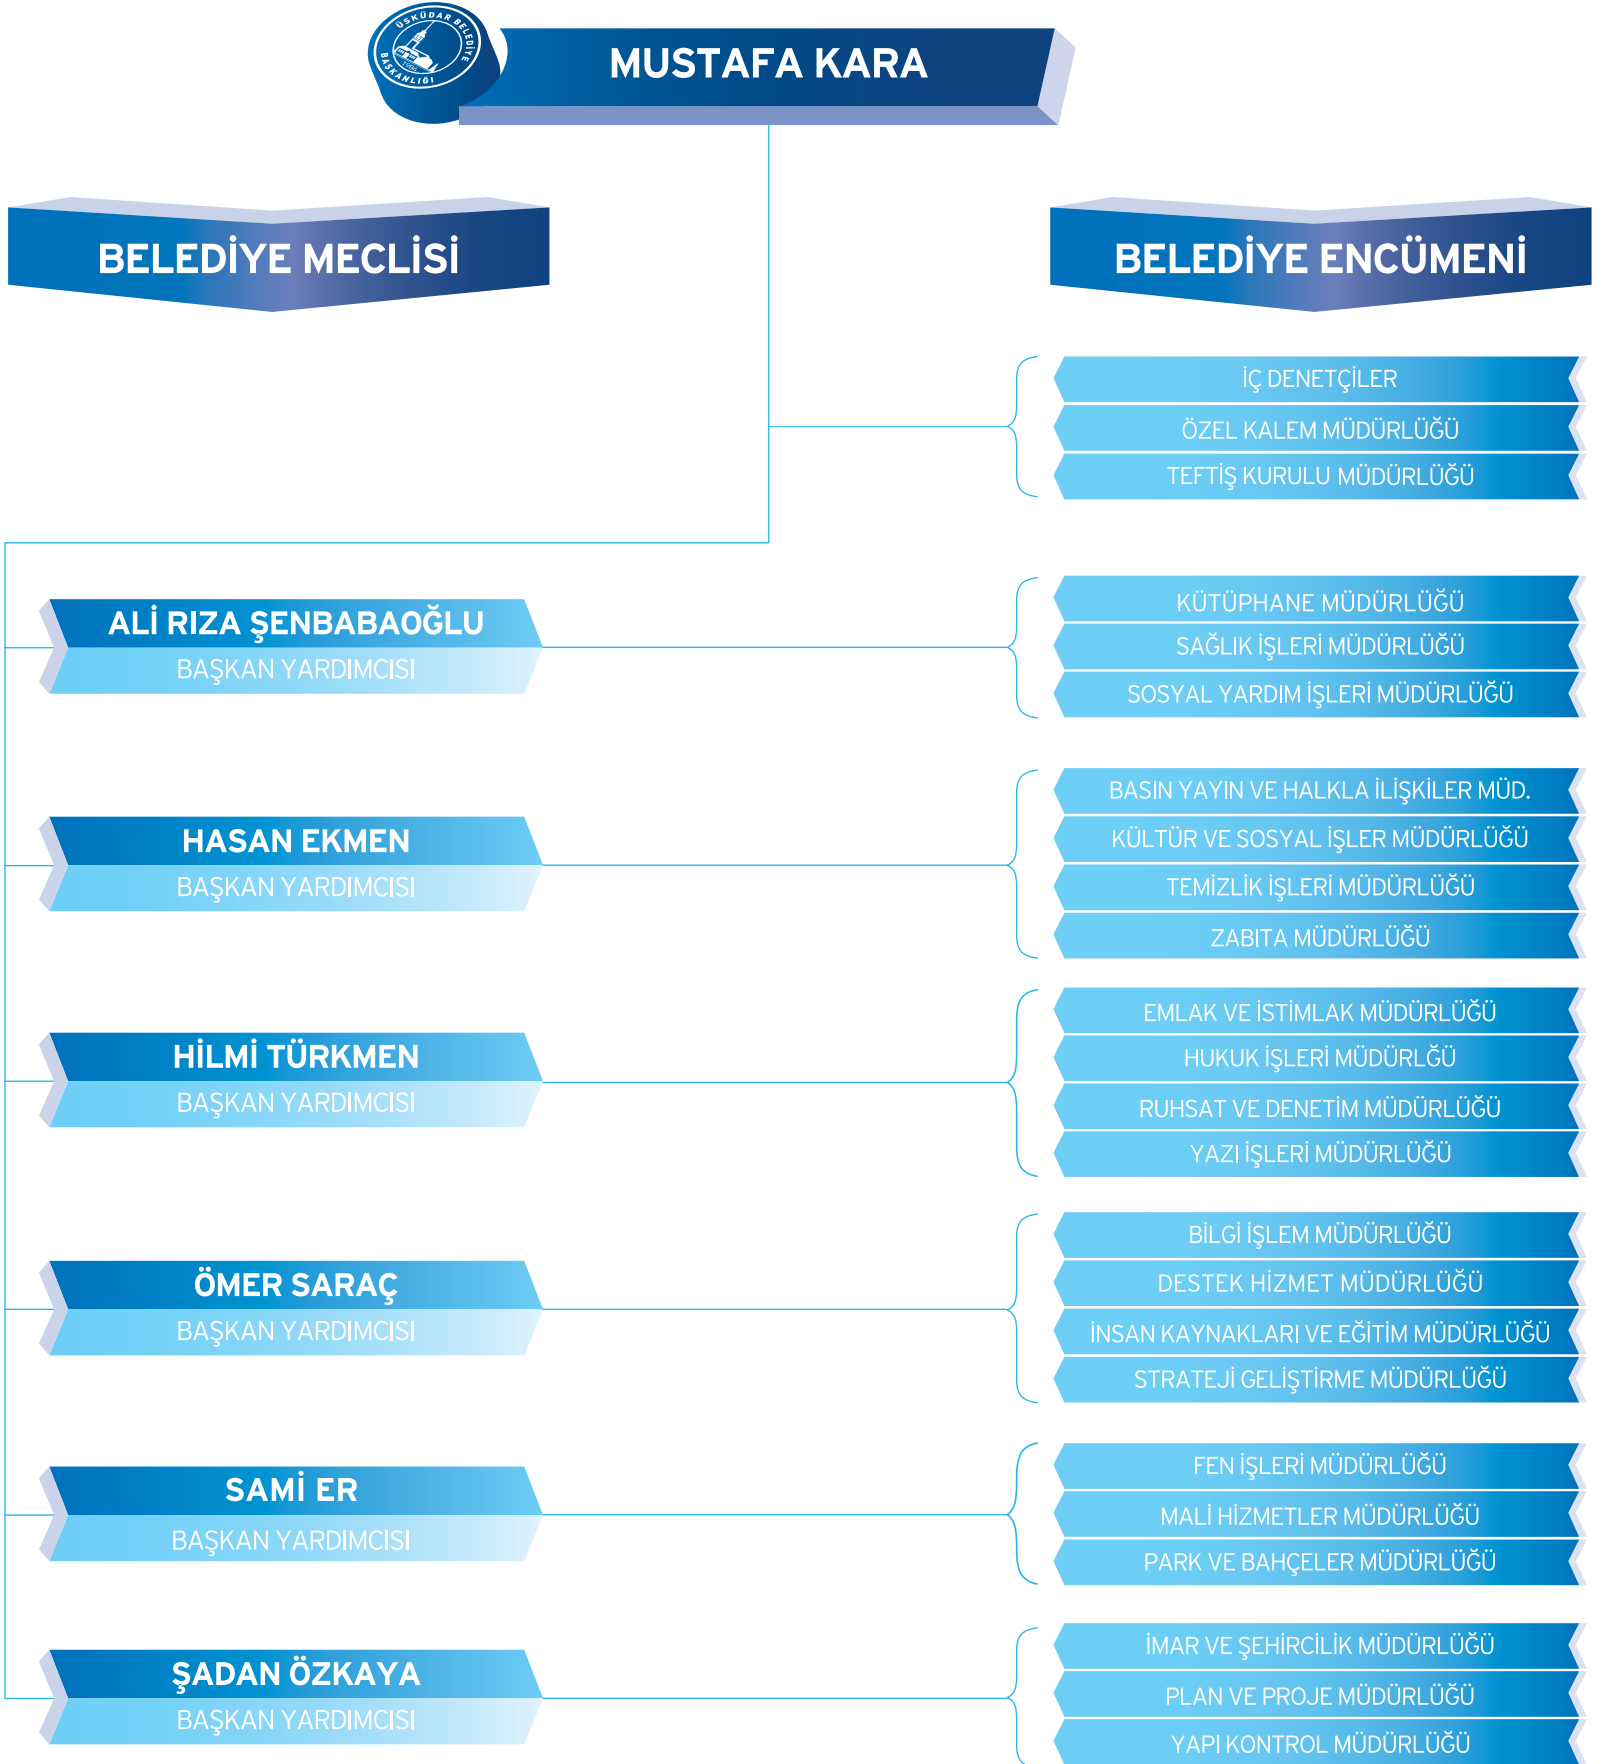 ÜSKÜDAR BELEDİYE
BAŞKANLIĞI
MUSTAFA KARA
BELEDİYE MECLİSİ
BELEDİYE ENCÜMENİ
İÇ DENETÇİLER
ÖZEL KALEM MÜDÜRLÜĞÜ
TEFTİŞ KURULU MÜDÜRLÜĞÜ
ALİ RIZA ŞENBABAOĞLU
BAŞKAN YARDIMCISI
KÜTÜPHANE MÜDÜRLÜĞÜ
SAĞLIK İŞLERİ MÜDÜRLÜĞÜ
SOSYAL YARDIM İŞLERİ MÜDÜRLÜĞÜ
HASAN EKMEN
BAŞKAN YARDIMCISI
BASIN YAYIN VE HALKLA İLİŞKİLER MÜD.
KÜLTÜR VE SOSYAL İŞLER MÜDÜRLÜĞÜ
TEMİZLİK İŞLERİ MÜDÜRLÜĞÜ
ZABITA MÜDÜRLÜĞÜ
HİLMİ TÜRKMEN
BAŞKAN YARDIMCISI
EMLAK VE İSTİMLAK MÜDÜRLÜĞÜ
HUKUK İŞLERİ MÜDÜRLĞÜ
RUHSAT VE DENETİM MÜDÜRLÜĞÜ
YAZI İŞLERİ MÜDÜRLÜĞÜ
ÖMER SARAÇ
BAŞKAN YARDIMCISI
BİLGİ İŞLEM MÜDÜRLÜĞÜ
DESTEK HİZMET MÜDÜRLÜĞÜ
İNSAN KAYNAKLARI VE EĞİTİM MÜDÜRLÜĞÜ
STRATEJİ GELİŞTİRME MÜDÜRLÜĞÜ
SAMİ ER
BAŞKAN YARDIMCISI
FEN İŞLERİ MÜDÜRLÜĞÜ
MALİ HİZMETLER MÜDÜRLÜĞÜ
PARK VE BAHÇELER MÜDÜRLÜĞÜ
ŞADAN ÖZKAYA
BAŞKAN YARDIMCISI
İMAR VE ŞEHİRCİLİK MÜDÜRLÜĞÜ
PLAN VE PROJE MÜDÜRLÜĞÜ
YAPI KONTROL MÜDÜRLÜĞÜ